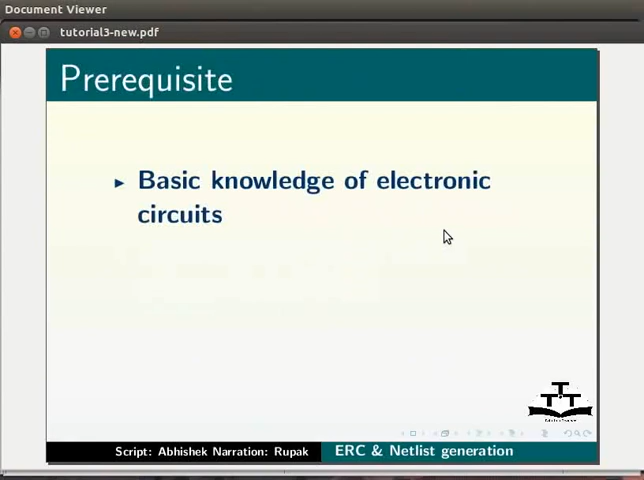 Document Viewer
tutorial3-new.pdf
Prerequisite
Basic knowledge of electronic
circuits
Script: Abhishek Narration: Rupak ERC & Netlist generation